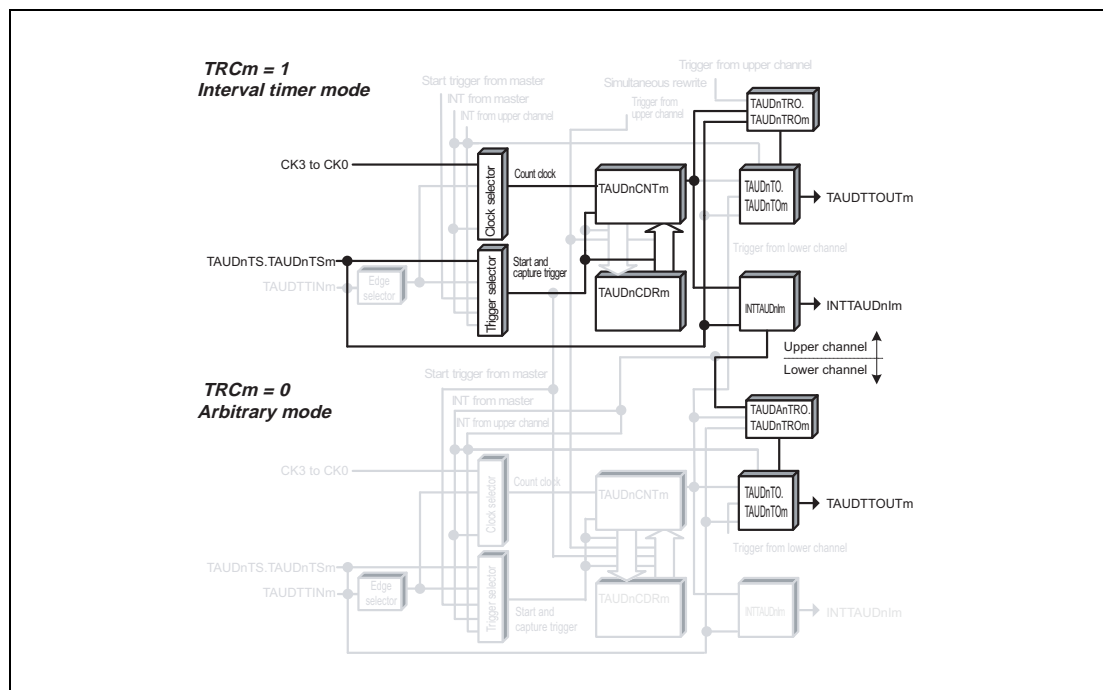 TRCm = 1
Interval timer mode
Start trigger from master
INT from master
INT from upper channel
Simultaneous rewrite
Trigger from
upper channel
Trigger from upper channel
TAUDnTRO.
TAUDnTROm
CK3 to CK0
Clock selector
Count clock
TAUDnCNTm
TAUDnTO.
TAUDnTOm
TAUDTTOUTm
Trigger from lower channel
TAUDnTS.TAUDnTSm
TAUDTTINm
Edge
selector
Trigger selector
Start and
capture trigger
TAUDnCDRm
INTTAUDnIm
INTTAUDnIm
Upper channel
Lower channel
TRCm = 0
Arbitrary mode
Start trigger from master
INT from master
INT from upper channel
TAUDAnTRO.
TAUDnTROm
CK3 to CK0
Clock selector
Count clock
TAUDnCNTm
TAUDnTO.
TAUDnTOm
TAUDTTOUTm
Trigger from lower channel
TAUDnTS.TAUDnTSm
TAUDTTINm
Edge
selector
Trigger selector
Start and
capture trigger
TAUDnCDRm
INTTAUDnIm
INTTAUDnIm